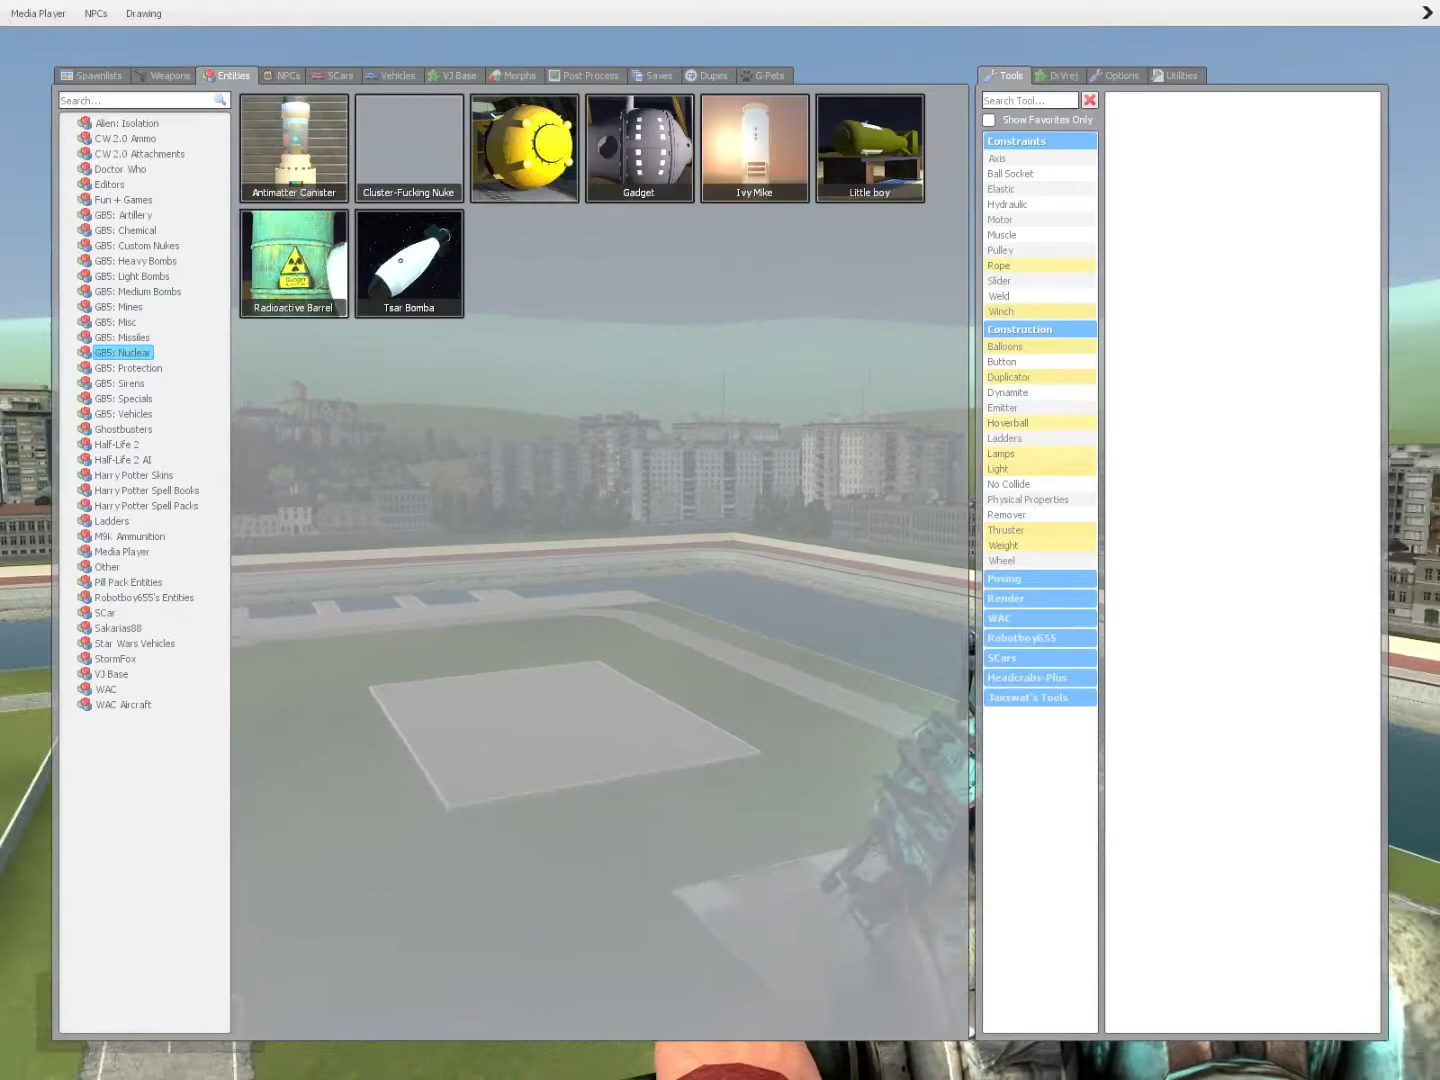 Media Player NPCs Drawing
Spawnlists Weapons Entities NPCs SCars Vehicles VJ Base Morphs Post Process Saves Dupes G-Pets
Search...
Alien: Isolation
CW 2.0 Ammo
CW 2.0 Attachments
Doctor Who
Editors
Fun + Games
GB5: Artillery
GB5: Chemical
GB5: Custom Nukes
GB5: Heavy Bombs
GB5: Light Bombs
GB5: Medium Bombs
GB5: Mines
GB5: Misc
GB5: Missiles
GB5: Nuclear
GB5: Protection
GB5: Sirens
GB5: Specials
GB5: Vehicles
Ghostbusters
Half-Life 2
Half-Life 2 AI
Harry Potter Skins
Harry Potter Spell Books
Harry Potter Spell Packs
Ladders
M9k Ammunition
Media Player
Other
Pill Pack Entities
Robotboy655's Entities
SCar
Sakarias88
Star Wars Vehicles
StormFox
VJ Base
WAC
WAC Aircraft
Antimatter Canister Cluster-Fucking Nuke Gadget Ivy Mike Little boy
Radioactive Barrel Tsar Bomba
Tools DrVrej Options Utilities
Search Tool...
Show Favorites Only
Constraints
Axis
Ball Socket
Elastic
Hydraulic
Motor
Muscle
Pulley
Rope
Slider
Weld
Winch
Construction
Balloons
Button
Duplicator
Dynamite
Emitter
Hoverball
Ladders
Lamps
Light
No Collide
Physical Properties
Remover
Thruster
Weight
Wheel
Posing
Render
WAC
Robotboy655
SCars
Headcrabs-Plus
Jaxswat's Tools